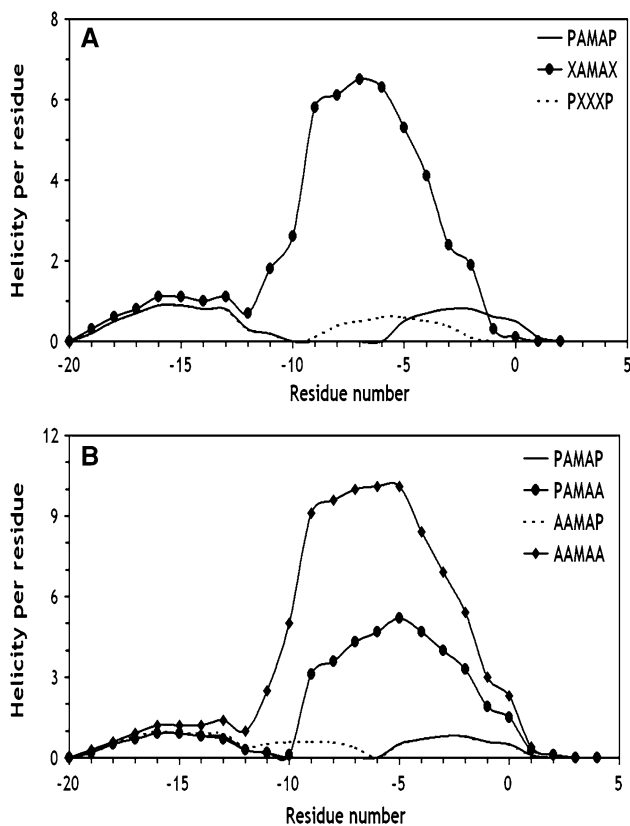 A
PAMAP
XAMAX
PXXXP
Helicity per residue
8
6
4
2
0
-20 -15 -10 -5 0 5
Residue number
B
PAMAP
PAMAA
AAMAP
AAMAA
Helicity per residue
12
9
6
3
0
-20 -15 -10 -5 0 5
Residue number